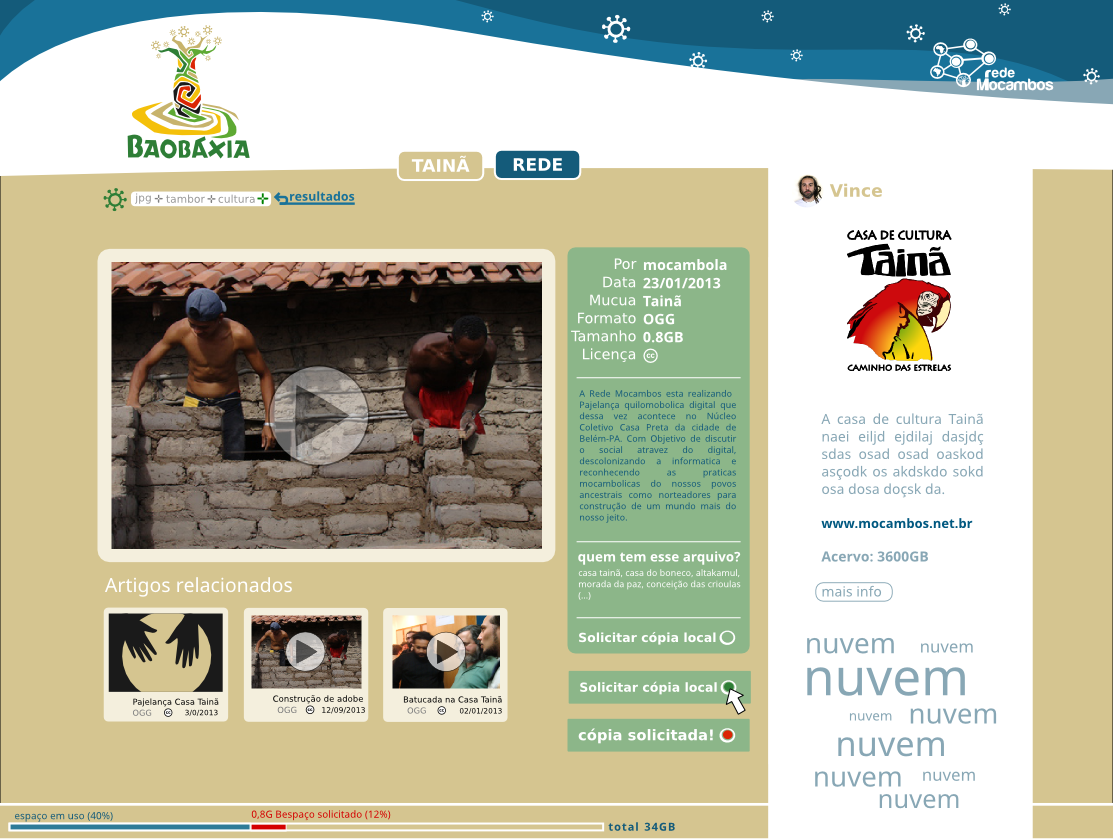 BAOBÁXIA
rede
Mocambos
TAINÃ
REDE
jpg tambor cultura
resultados
Vince
CASA DE CULTURA
Tainã
CAMINHO DAS ESTRELAS
Por mocambola
Data 23/01/2013
Mucua Tainã
Formato OGG
Tamanho 0.8GB
Licença cc
A Rede Mocambos esta realizando
Pajelança quilomobolica digital que
dessa vez acontece no Núcleo
Coletivo Casa Preta da cidade de
Belém-PA. Com Objetivo de discutir
o social atravez do digital,
descolonizando a informatica e
reconhecendo as praticas
mocambolicas do nossos povos
ancestrais como norteadores para
construção de um mundo mais do
nosso jeito.
quem tem esse arquivo?
casa tainã, casa do boneco, altakamul,
morada da paz, conceição das crioulas
(...)
Solicitar cópia local
Solicitar cópia local
cópia solicitada!
Artigos relacionados
Pajelança Casa Tainã
OGG cc 3/0/2013
Construção de adobe
OGG cc 12/09/2013
Batucada na Casa Tainã
OGG cc 02/01/2013
A casa de cultura Tainã
naei eiljd ejdilaj dasjdç
sdas osad osad oaskod
asçodk os akdskdo sokd
osa dosa doçsk da.
www.mocambos.net.br
Acervo: 3600GB
mais info
nuvem nuvem
nuvem
nuvem nuvem
nuvem
nuvem nuvem
nuvem
espaço em uso (40%)
0,8G Bespaço solicitado (12%)
total 34GB